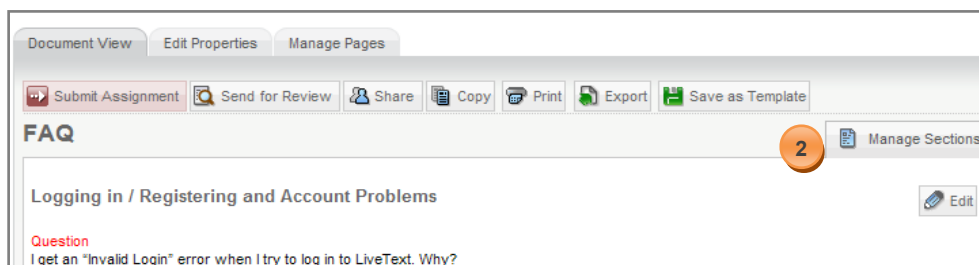 Document View Edit Properties Manage Pages
Submit Assignment Send for Review Share Copy Print Export Save as Template
FAQ
2 Manage Sections
Logging in / Registering and Account Problems
Edit
Question
I get an "Invalid Login" error when I try to log in to LiveText. Why?